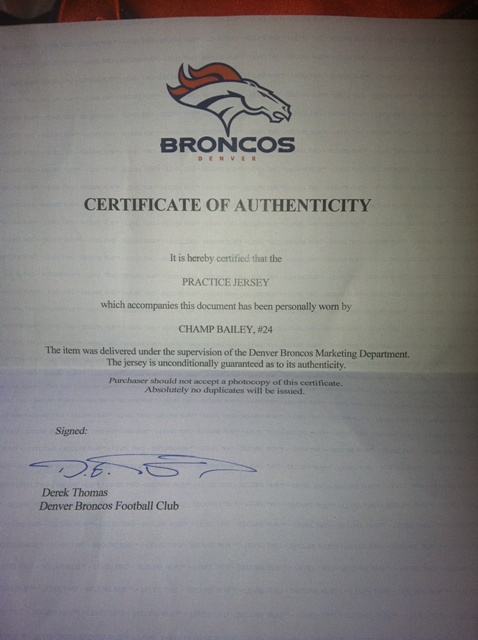 BRONCOS
DENVER
CERTIFICATE OF AUTHENTICITY
It is hereby certified that the
PRACTICE JERSEY
which accompanies this document has been personally worn by
CHAMP BAILEY, #24
The item was delivered under the supervision of the Denver Broncos Marketing Department.
The jersey is unconditionally guaranteed as to its authenticity.
Purchaser should not accept a photocopy of this certificate.
Absolutely no duplicates will be issued.
Signed:
Derek Thomas
Denver Broncos Football Club